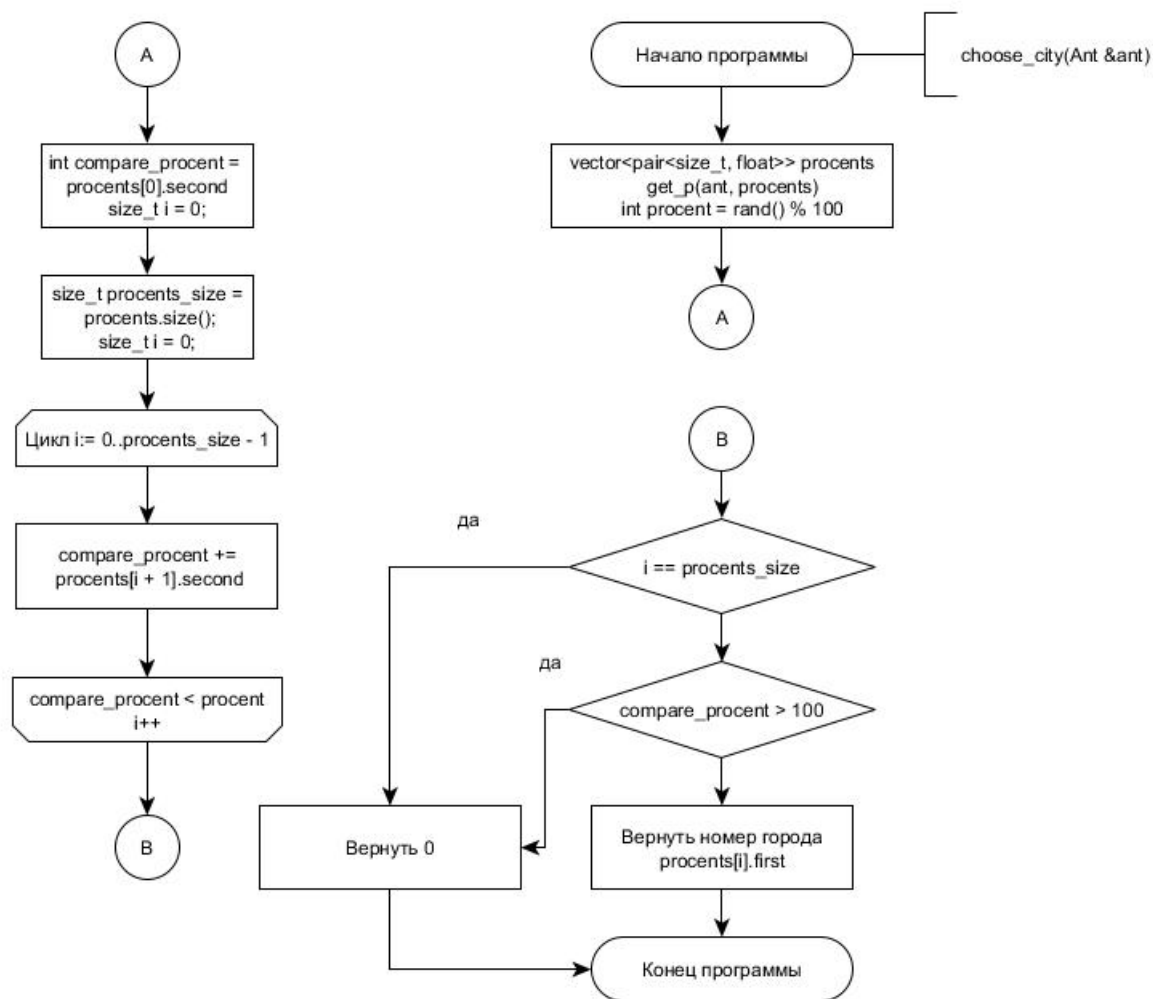 A
int compare_procent =
procents[0].second
size_t i = 0;
size_t procents_size =
procents.size();
size_t i = 0;
Цикл i:= 0..procents_size - 1
compare_procent +=
procents[i + 1].second
compare_procent < procent
i++
B
Начало программы
choose_city(Ant &ant)
vector<pair<size_t, float>> procents
get_p(ant, procents)
int procent = rand() % 100
A
B
да
i == procents_size
да
compare_procent > 100
Вернуть 0
Вернуть номер города
procents[i].first
Конец программы